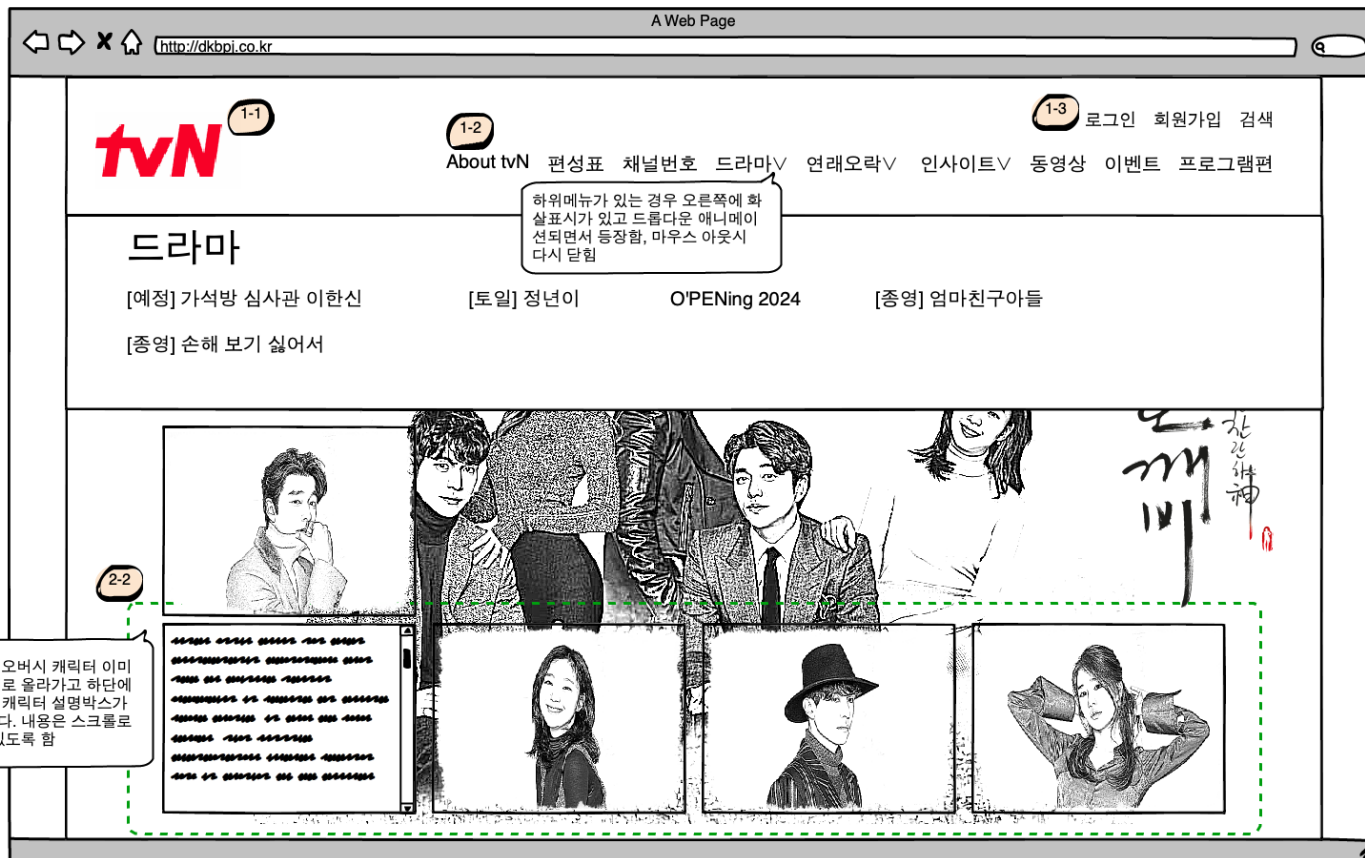 A Web Page
http://dkbpj.co.kr
tvN
1-1
1-2
1-3
로그인 회원가입 검색
About tvN 편성표 채널번호 드라마∨ 연래오락∨ 인사이트∨ 동영상 이벤트 프로그램편
하위메뉴가 있는 경우 오른쪽에 화
살표시가 있고 드롭다운 애니메이
션되면서 등장함, 마우스 아웃시
다시 닫힘
드라마
[예정] 가석방 심사관 이한신 [토일] 정년이 O'PENing 2024 [종영] 엄마친구아들
[종영] 손해 보기 싫어서
깨비
찬란하神
2-2
오버시 캐릭터 이미
로 올라가고 하단에
캐릭터 설명박스가
다. 내용은 스크롤로
있도록 함